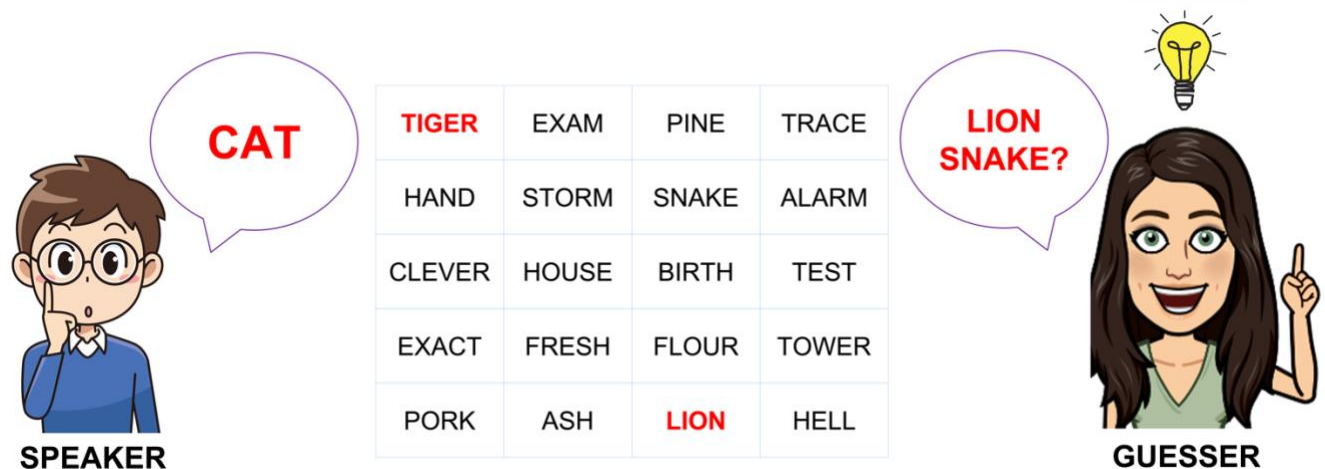 CAT
TIGER EXAM PINE TRACE
HAND STORM SNAKE ALARM
CLEVER HOUSE BIRTH TEST
EXACT FRESH FLOUR TOWER
PORK ASH LION HELL
LION
SNAKE?
SPEAKER
GUESSER